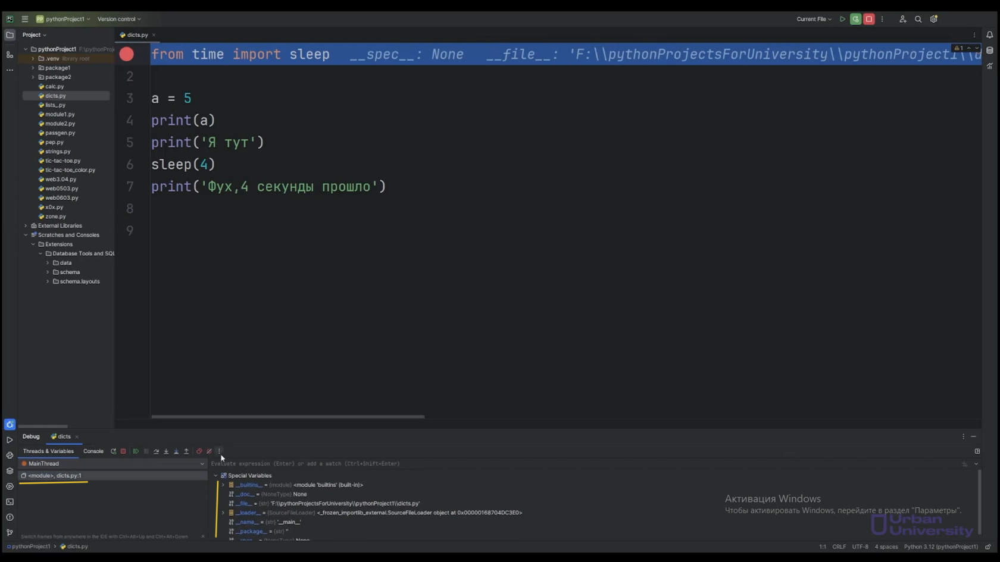 pythonProject1
Version control
Current File
Project
dicts.py
pythonProject1 F:\pythonProj
.venv library root
package1
package2
calc.py
dicts.py
lists_.py
module1.py
module2.py
passgen.py
pep.py
strings.py
tic-tac-toe.py
tic-tac-toe_color.py
web3.04.py
web0503.py
web0603.py
x0x.py
zone.py
External Libraries
Scratches and Consoles
Extensions
Database Tools and SQL
data
schema
schema.layouts
from time import sleep __spec__: None __file__: 'F:\\pythonProjectsForUniversity\\pythonProject1\\d
1
2
3 a = 5
4 print(a)
5 print('Я тут')
6 sleep(4)
7 print('Фух,4 секунды прошло')
8
9
Debug
dicts
Threads & Variables
Console
MainThread
<module>, dicts.py:1
Switch frames from anywhere in the IDE with Ctrl+Alt+Up and Ctrl+Alt+Down
Evaluate expression (Enter) or add a watch (Ctrl+Shift+Enter)
Special Variables
__builtins__ = {module} <module 'builtins' (built-in)>
__doc__ = {NoneType} None
__file__ = {str} 'F:\\pythonProjectsForUniversity\\pythonProject1\\dicts.py'
__loader__ = {SourceFileLoader} <_frozen_importlib_external.SourceFileLoader object at 0x00000168704DC3E0>
__name__ = {str} '__main__'
__package__ = {str} ''
Активация Windows
Чтобы активировать Windows, перейдите в раздел "Параметры".
Urban
University
pythonProject1 > dicts.py
1:1 CRLF UTF-8 4 spaces Python 3.12 (pythonProject1)